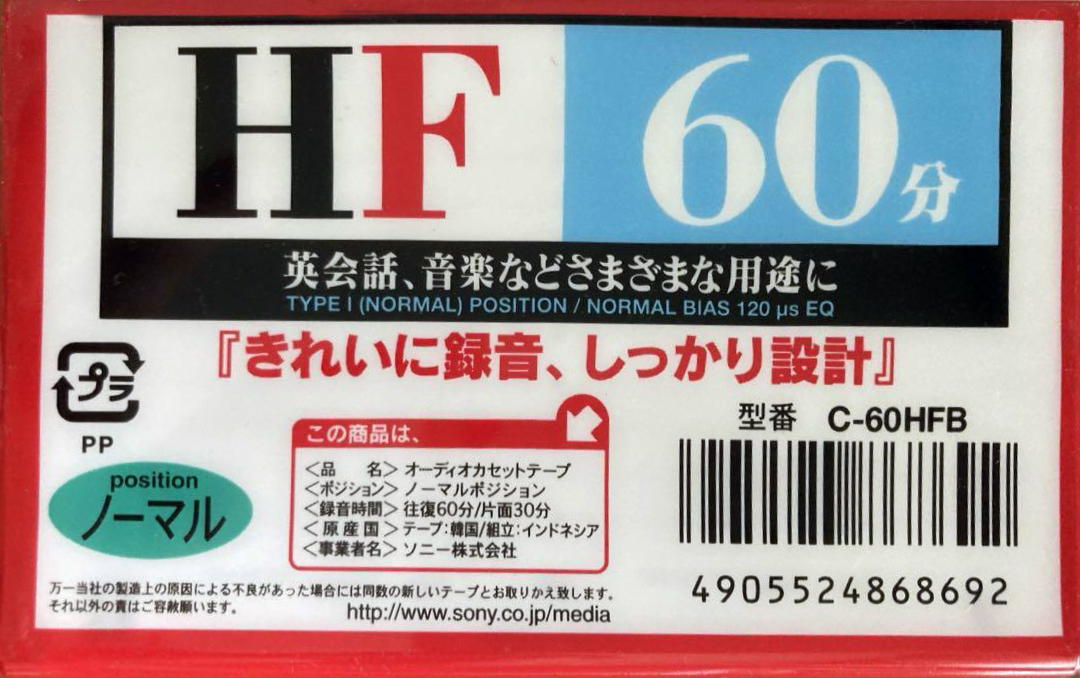 HF 60分
英会話、音楽などさまざまな用途に
TYPE I (NORMAL) POSITION / NORMAL BIAS 120 μs EQ
『きれいに録音、しっかり設計』
プラ
PP
position
ノーマル
この商品は、
<品　名> オーディオカセットテープ
<ポジション> ノーマルポジション
<録音時間> 往復60分/片面30分
<原産国> テープ:韓国/組立:インドネシア
<事業者名> ソニー株式会社
型番 C-60HFB
4905524868692
万一当社の製造上の原因による不良があった場合には同数の新しいテープとお取りかえ致します。
それ以外の責はご容赦願います。
http://www.sony.co.jp/media